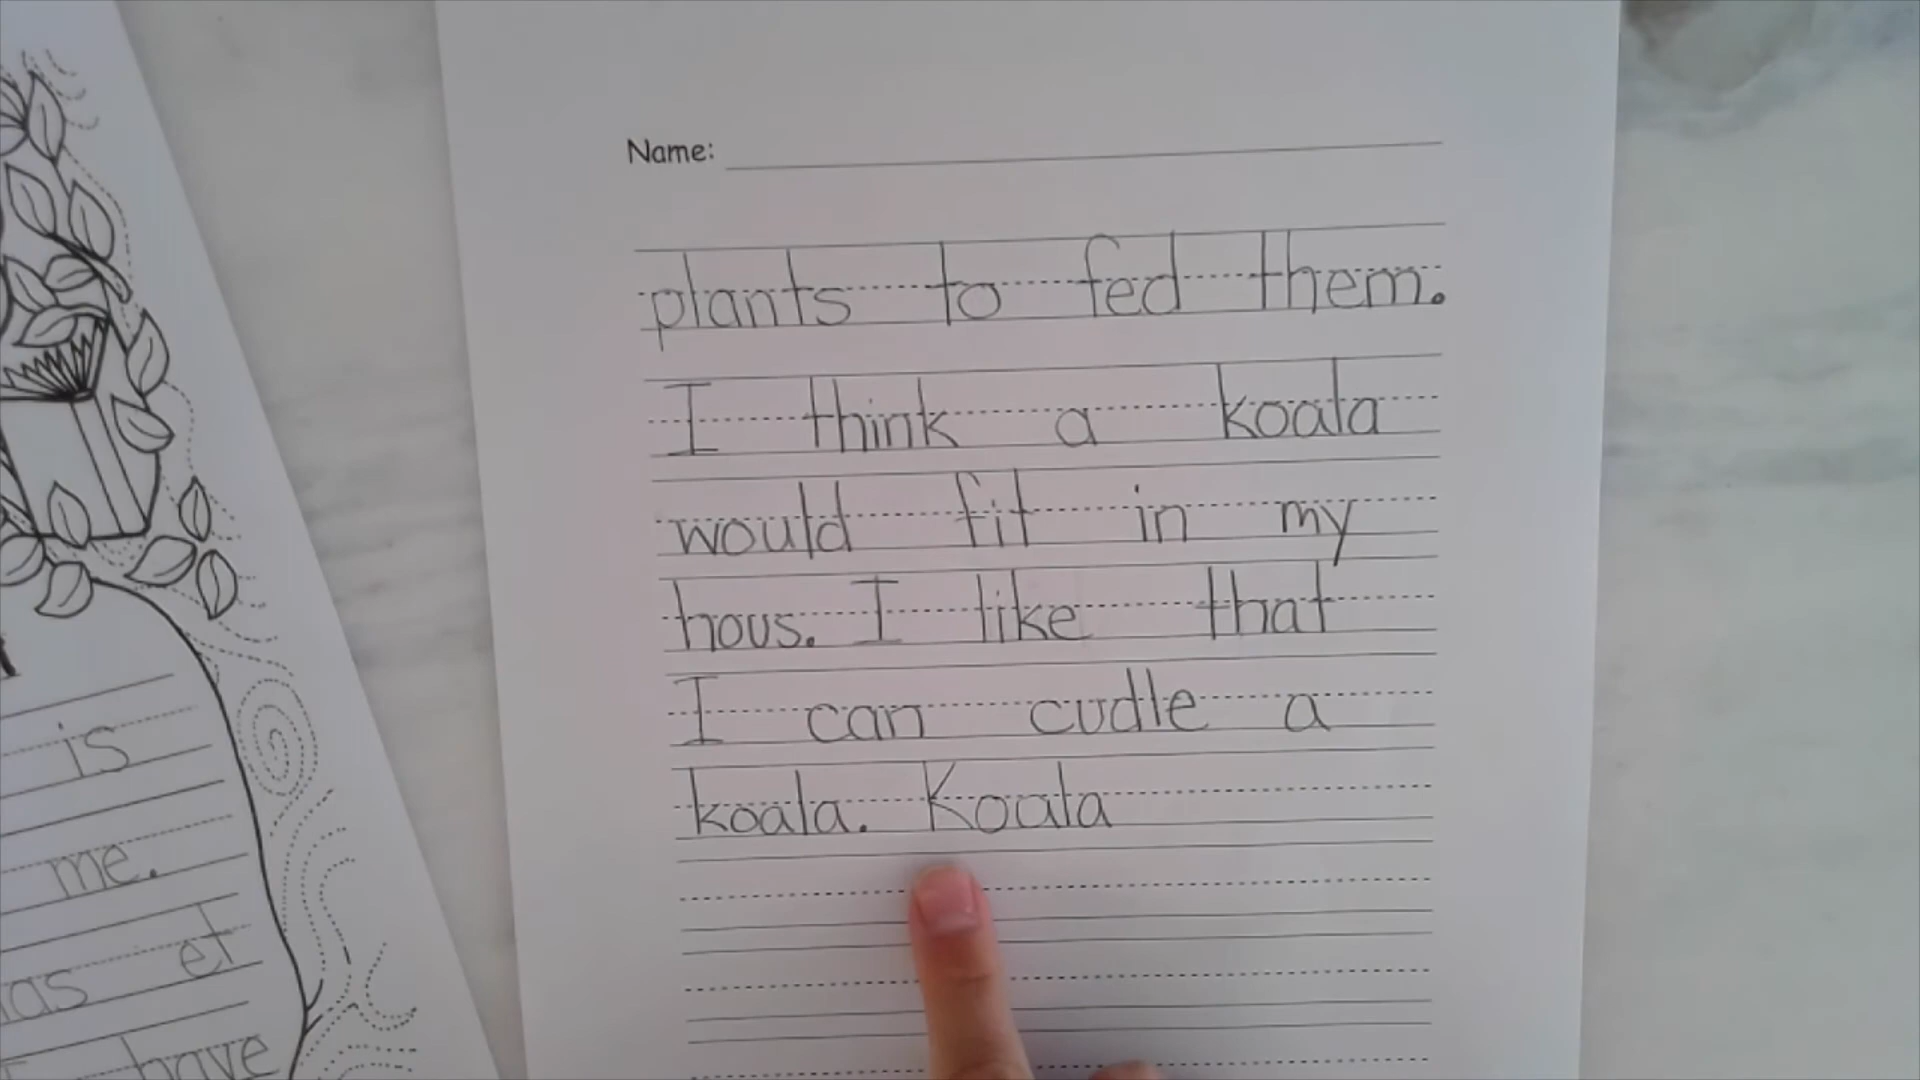 Name:
plants to fed them.
I think a koala
would fit in my
hous. I like that
I can cudle a
koala. Koala
is
me.
et
have